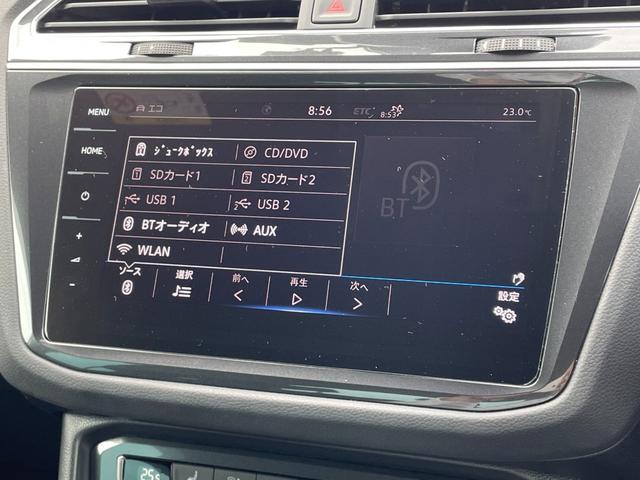 MENU エコ 8:56 ETC 8:53 23.0℃
HOME
ジュークボックス CD/DVD
SDカード1 SDカード2
USB 1 USB 2
BTオーディオ AUX
WLAN
BT
+
-
ソース 選択 前へ 再生 次へ 設定
25.5